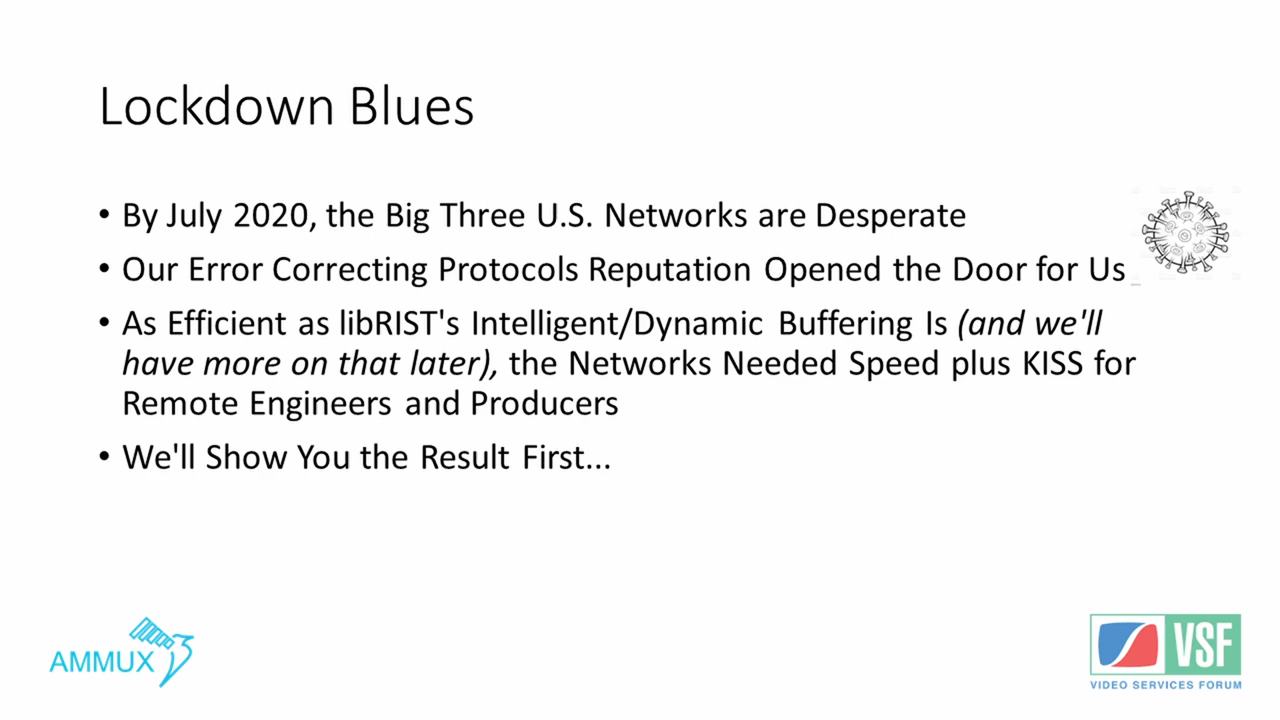 Lockdown Blues
• By July 2020, the Big Three U.S. Networks are Desperate
• Our Error Correcting Protocols Reputation Opened the Door for Us
• As Efficient as libRIST's Intelligent/Dynamic Buffering Is (and we'll
have more on that later), the Networks Needed Speed plus KISS for
Remote Engineers and Producers
• We'll Show You the Result First...
AMMUX
VSF
VIDEO SERVICES FORUM